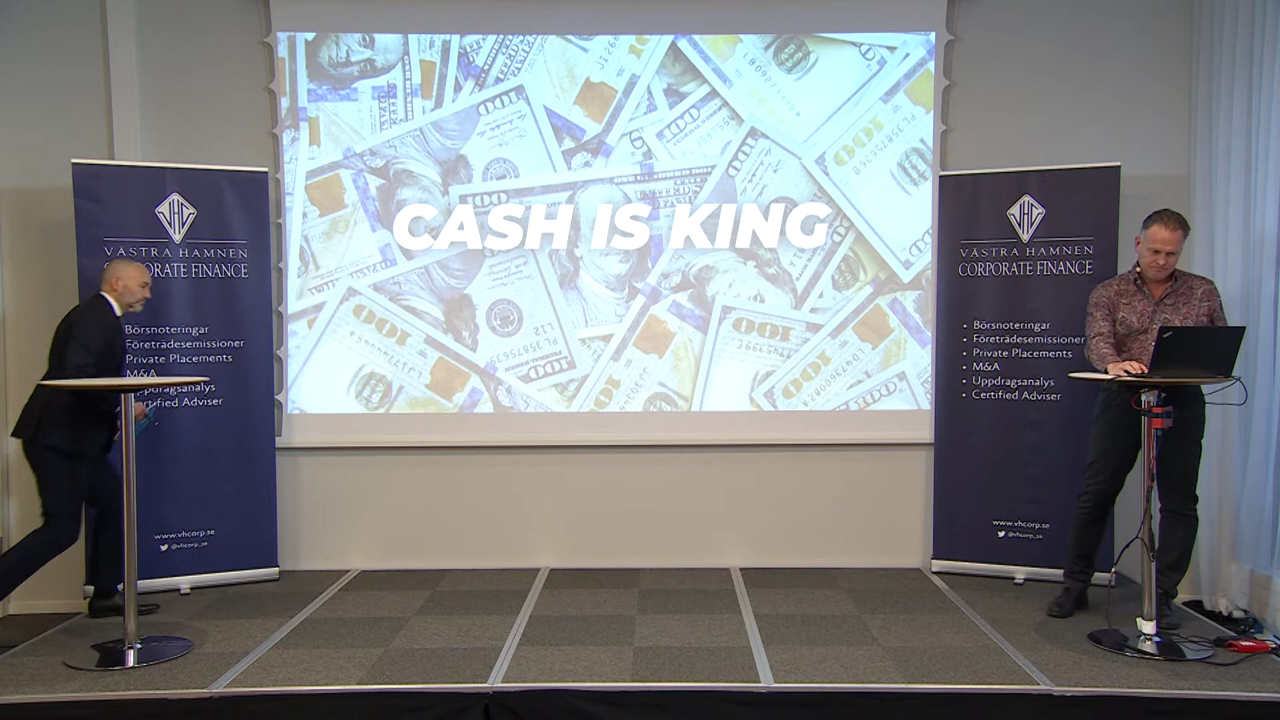 CASH IS KING
VHC
VÄSTRA HAMNEN
CORPORATE FINANCE
Börsnoteringar
Företrädesemissioner
Private Placements
M&A
Uppdragsanalys
Certified Adviser
www.vhcorp.se
@vhcorp_se
VHC
VÄSTRA HAMNEN
CORPORATE FINANCE
• Börsnoteringar
• Företrädesemissioner
• Private Placements
• M&A
• Uppdragsanalys
• Certified Adviser
www.vhcorp.se
@vhcorp_se